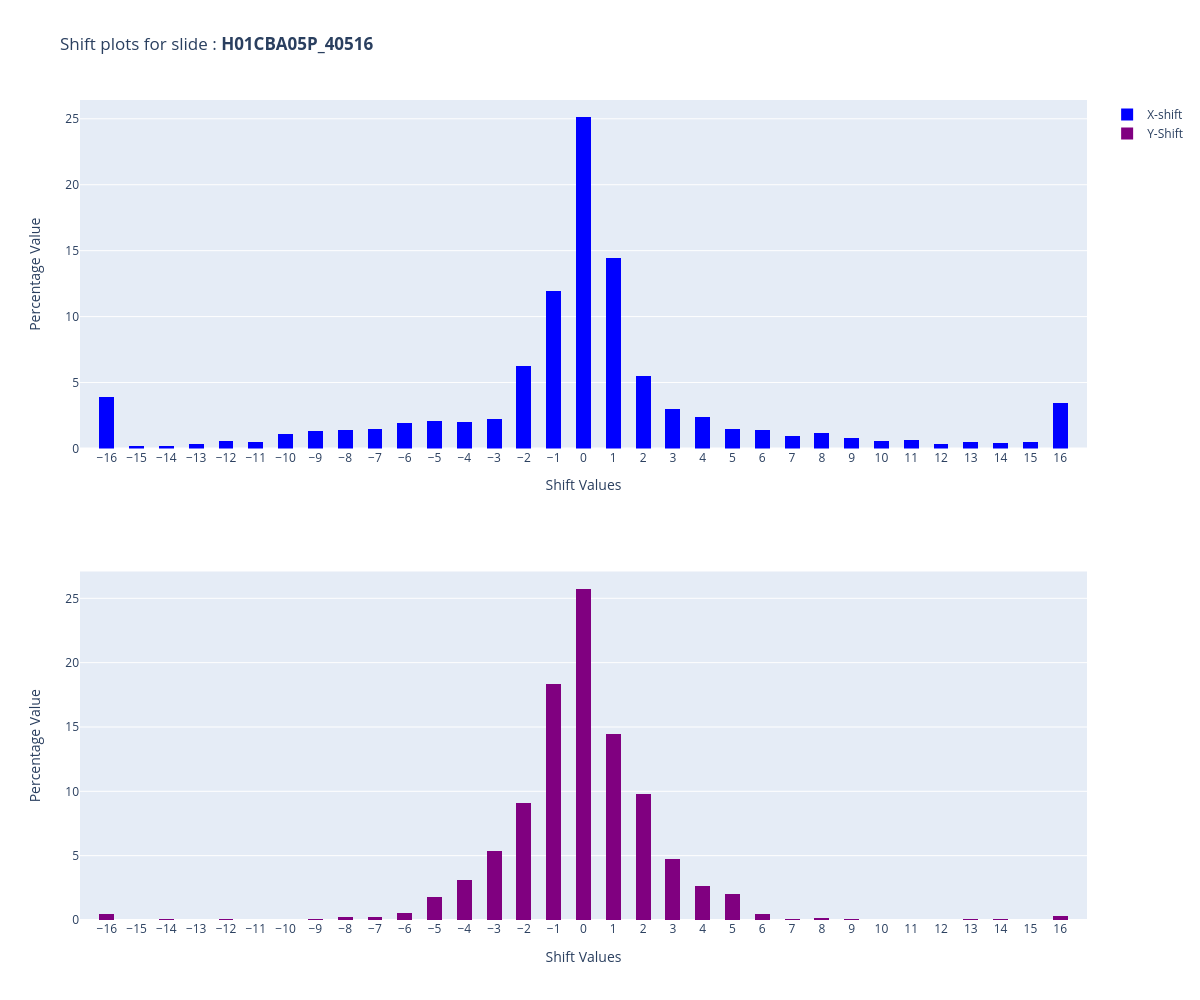 Shift plots for slide : H01CBA05P_40516
X-shift
Y-Shift
Percentage Value
25
20
15
10
5
0
−16 −15 −14 −13 −12 −11 −10 −9 −8 −7 −6 −5 −4 −3 −2 −1 0 1 2 3 4 5 6 7 8 9 10 11 12 13 14 15 16
Shift Values
Percentage Value
25
20
15
10
5
0
−16 −15 −14 −13 −12 −11 −10 −9 −8 −7 −6 −5 −4 −3 −2 −1 0 1 2 3 4 5 6 7 8 9 10 11 12 13 14 15 16
Shift Values